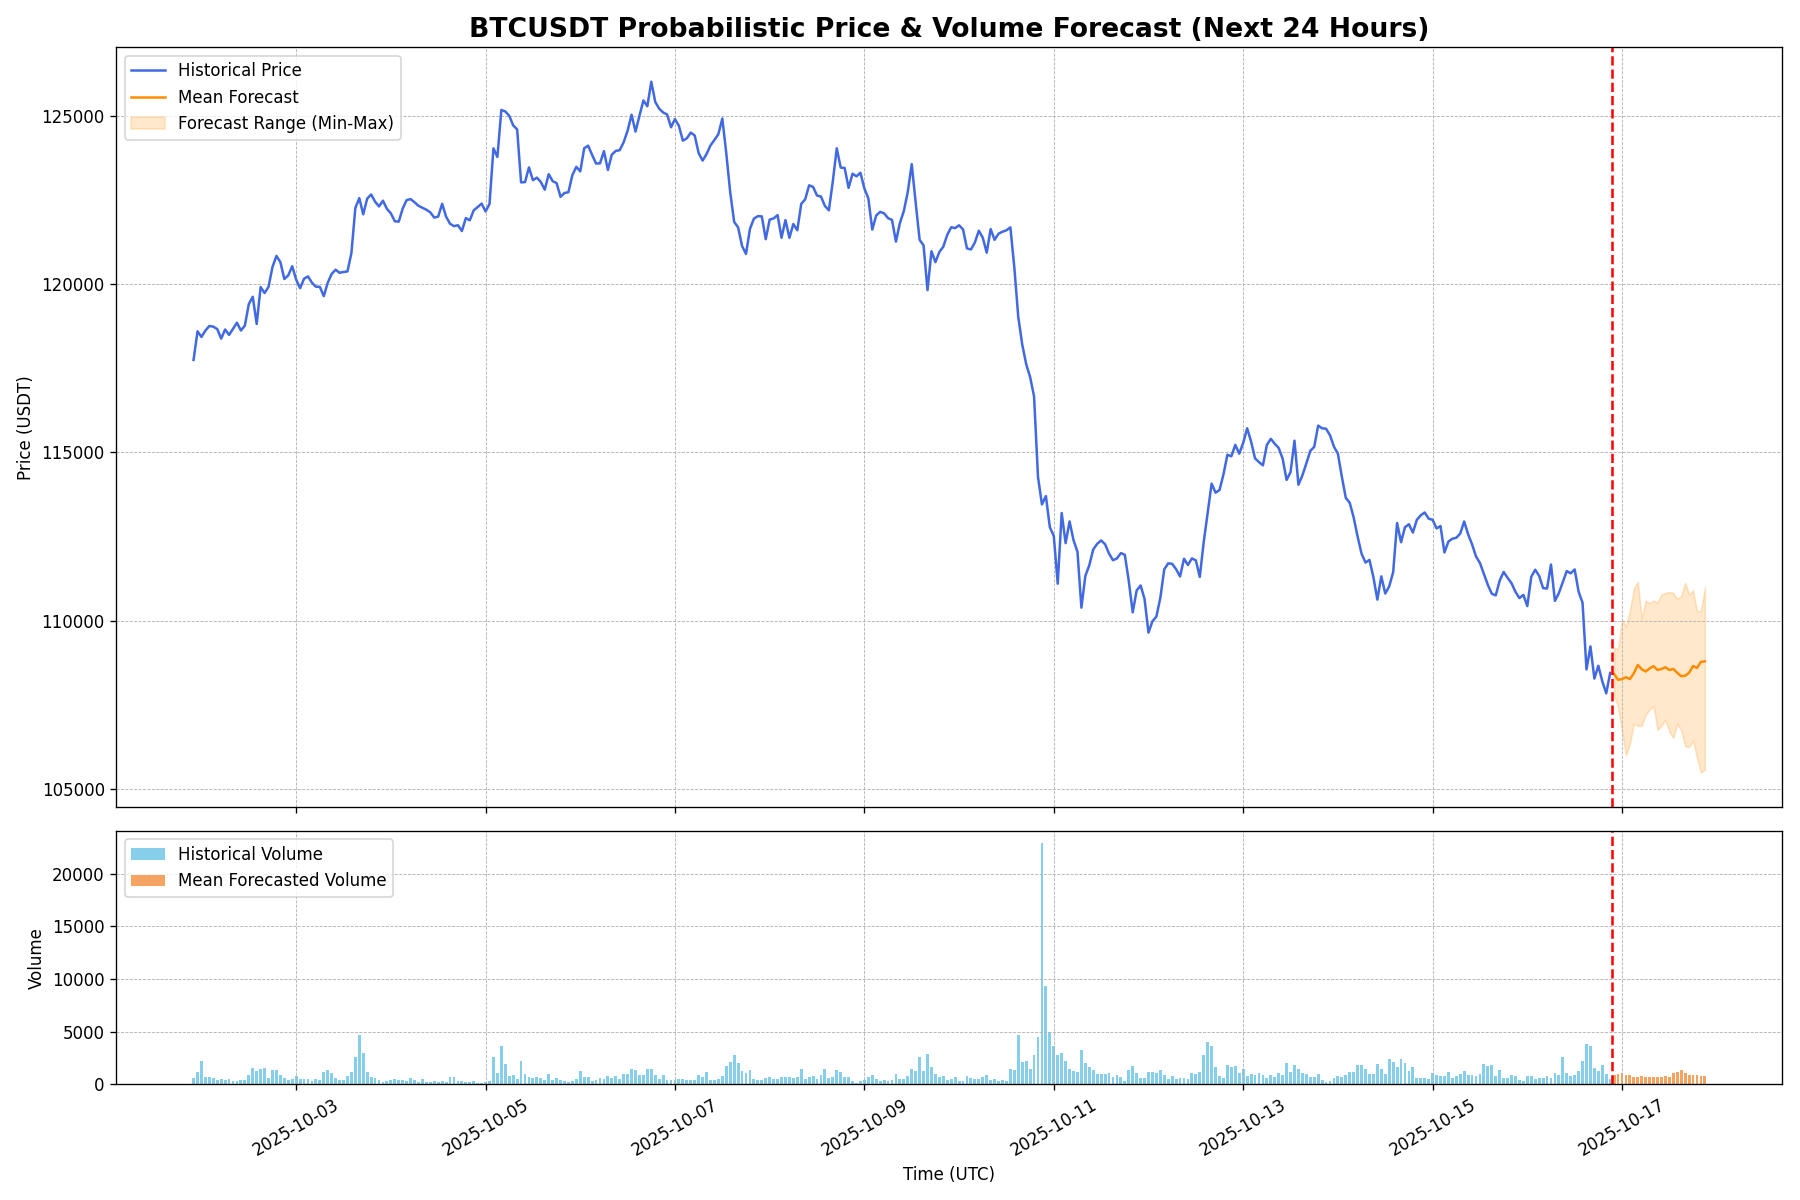 BTCUSDT Probabilistic Price & Volume Forecast (Next 24 Hours)
Historical Price
Mean Forecast
Forecast Range (Min-Max)
125000
120000
115000
110000
105000
Price (USDT)
Historical Volume
Mean Forecasted Volume
20000
15000
10000
5000
0
Volume
2025-10-03
2025-10-05
2025-10-07
2025-10-09
2025-10-11
2025-10-13
2025-10-15
2025-10-17
Time (UTC)